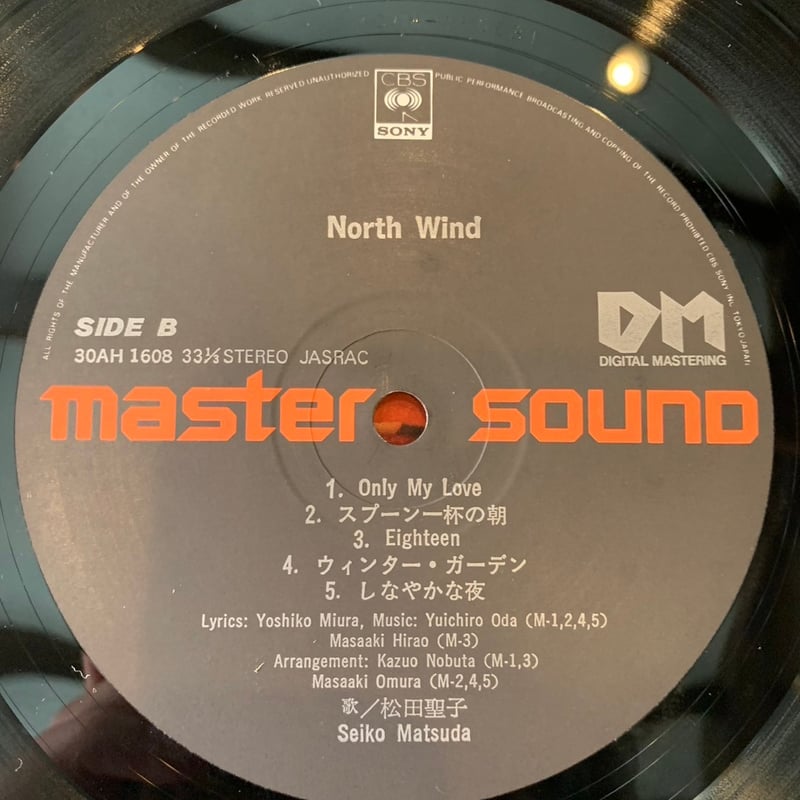 ALL RIGHTS OF THE MANUFACTURER AND OF THE OWNER OF THE RECORDED WORK RESERVED UNAUTHORIZED PUBLIC PERFORMANCE BROADCASTING AND COPYING OF THE RECORD PROHIBITED CBS SONY INC. TOKYO JAPAN
CBS
SONY
North Wind
SIDE B
30AH 1608 33⅓ STEREO JASRAC
DM
DIGITAL MASTERING
master sound
1. Only My Love
2. スプーン一杯の朝
3. Eighteen
4. ウィンター・ガーデン
5. しなやかな夜
Lyrics: Yoshiko Miura, Music: Yuichiro Oda (M-1,2,4,5)
Masaaki Hirao (M-3)
Arrangement: Kazuo Nobuta (M-1,3)
Masaaki Omura (M-2,4,5)
歌／松田聖子
Seiko Matsuda